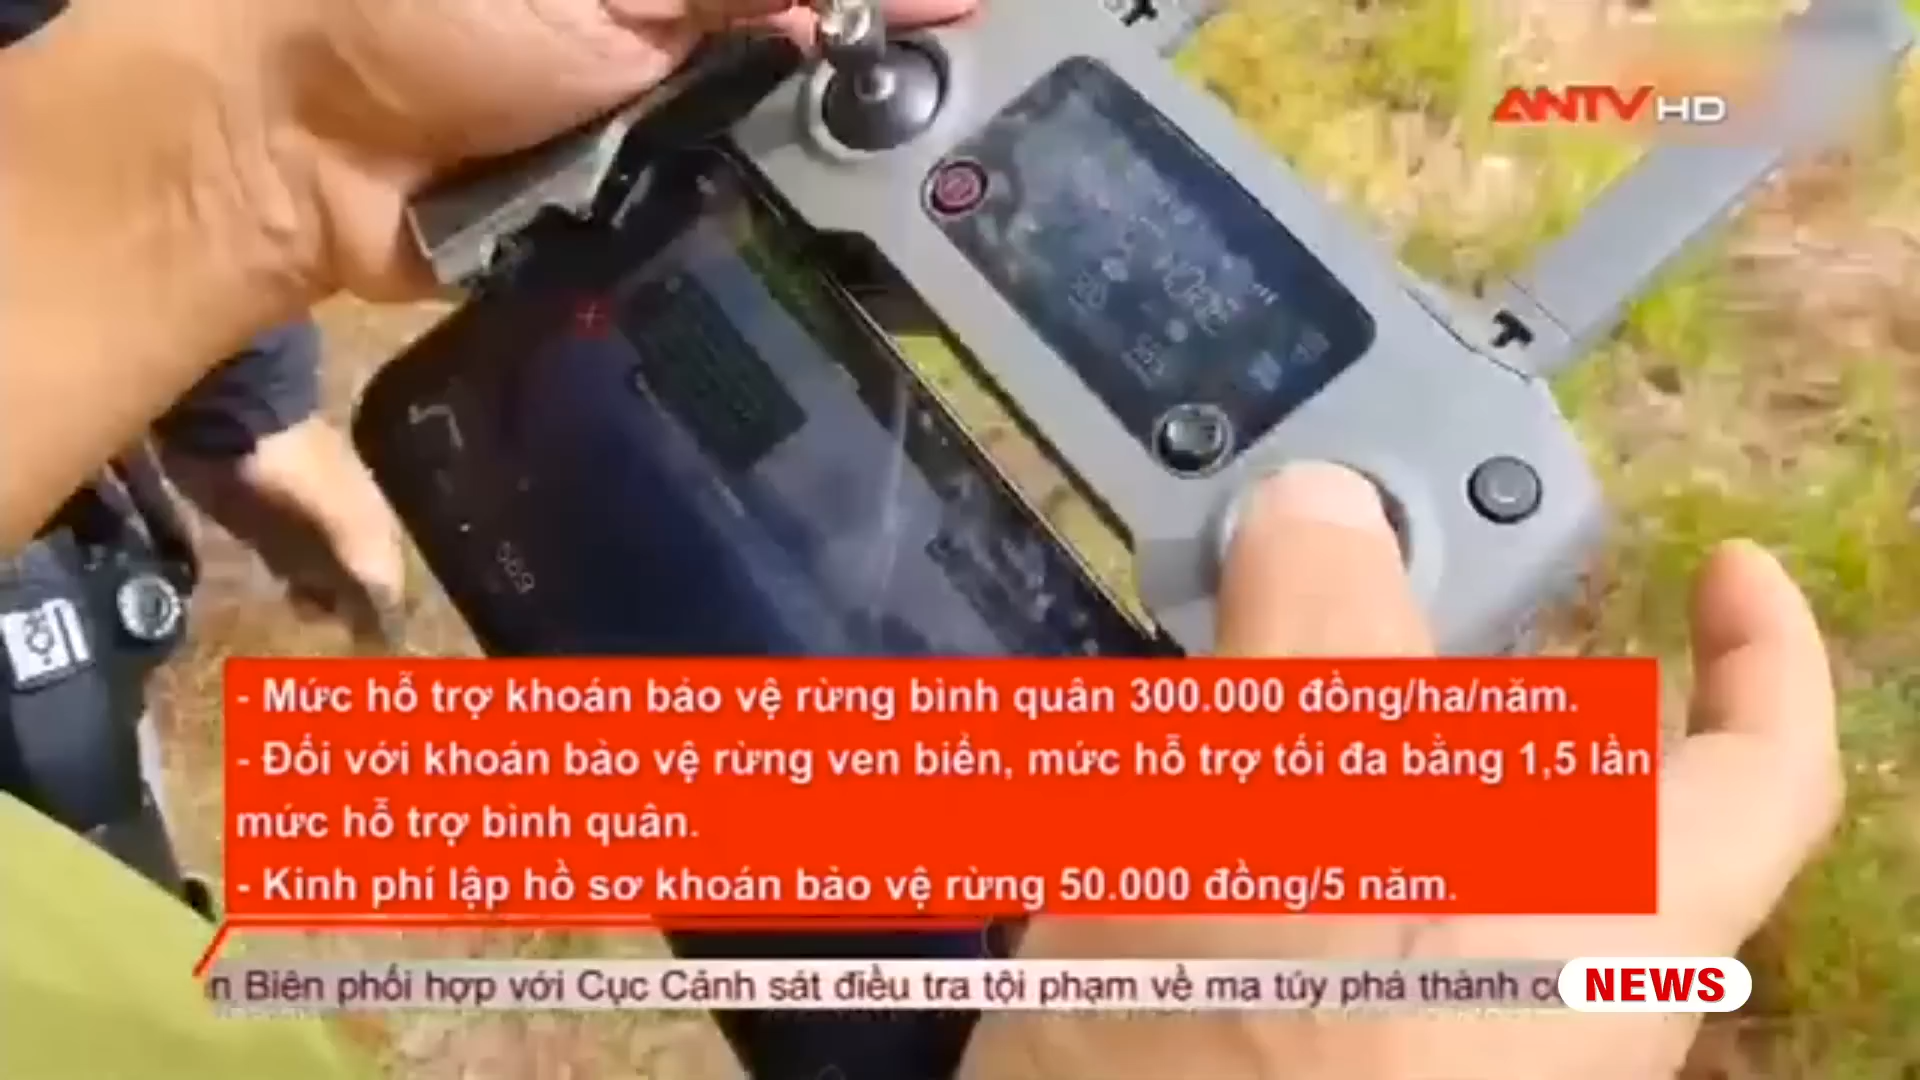 ANTV HD
- Mức hỗ trợ khoán bảo vệ rừng bình quân 300.000 đồng/ha/năm.
- Đối với khoán bảo vệ rừng ven biển, mức hỗ trợ tối đa bằng 1,5 lần
mức hỗ trợ bình quân.
- Kinh phí lập hồ sơ khoán bảo vệ rừng 50.000 đồng/5 năm.
n Biên phối hợp với Cục Cảnh sát điều tra tội phạm về ma túy phá thành
NEWS